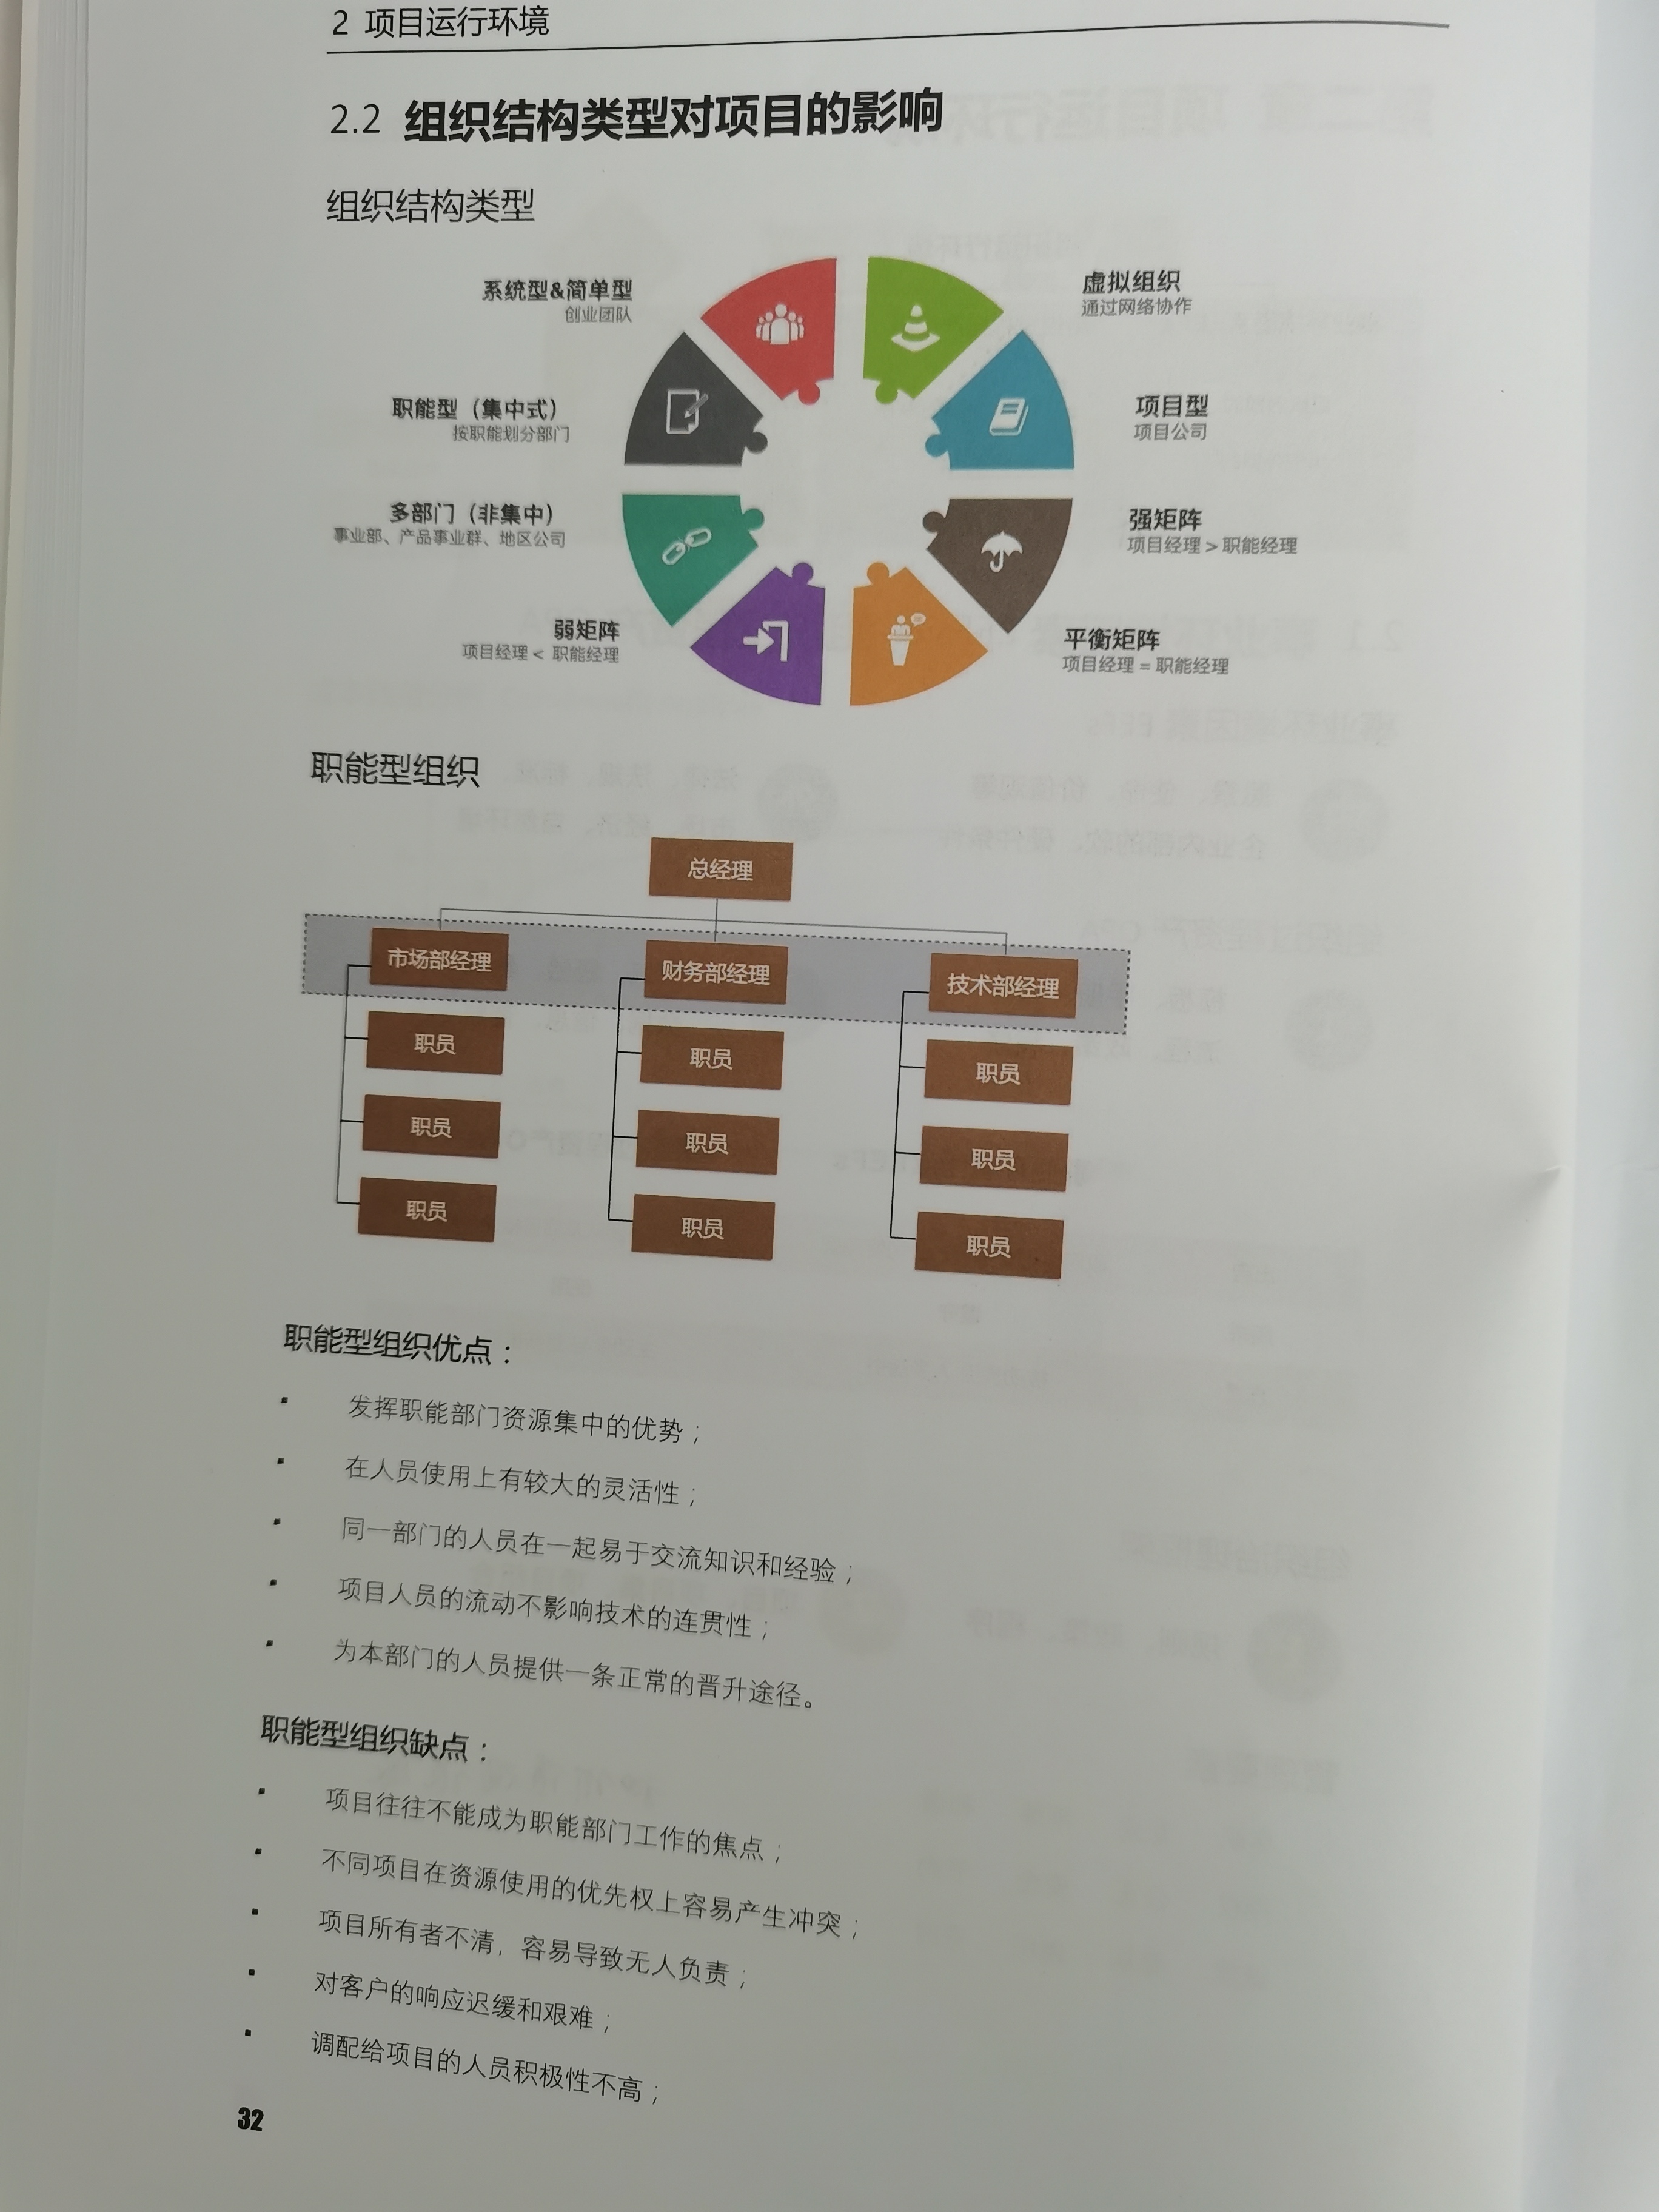 2 项目运行环境
2.2 组织结构类型对项目的影响
组织结构类型
系统型&简单型
创业团队
虚拟组织
通过网络协作
职能型（集中式）
按职能划分部门
项目型
项目公司
多部门（非集中）
事业部、产品事业群、地区公司
强矩阵
项目经理 > 职能经理
弱矩阵
项目经理 < 职能经理
平衡矩阵
项目经理 = 职能经理
职能型组织
总经理
市场部经理
财务部经理
技术部经理
职员
职员
职员
职员
职员
职员
职员
职员
职员
职能型组织优点：
▪ 发挥职能部门资源集中的优势；
▪ 在人员使用上有较大的灵活性；
▪ 同一部门的人员在一起易于交流知识和经验；
▪ 项目人员的流动不影响技术的连贯性；
▪ 为本部门的人员提供一条正常的晋升途径。
职能型组织缺点：
▪ 项目往往不能成为职能部门工作的焦点；
▪ 不同项目在资源使用的优先权上容易产生冲突；
▪ 项目所有者不清，容易导致无人负责；
▪ 对客户的响应迟缓和艰难；
▪ 调配给项目的人员积极性不高；
32